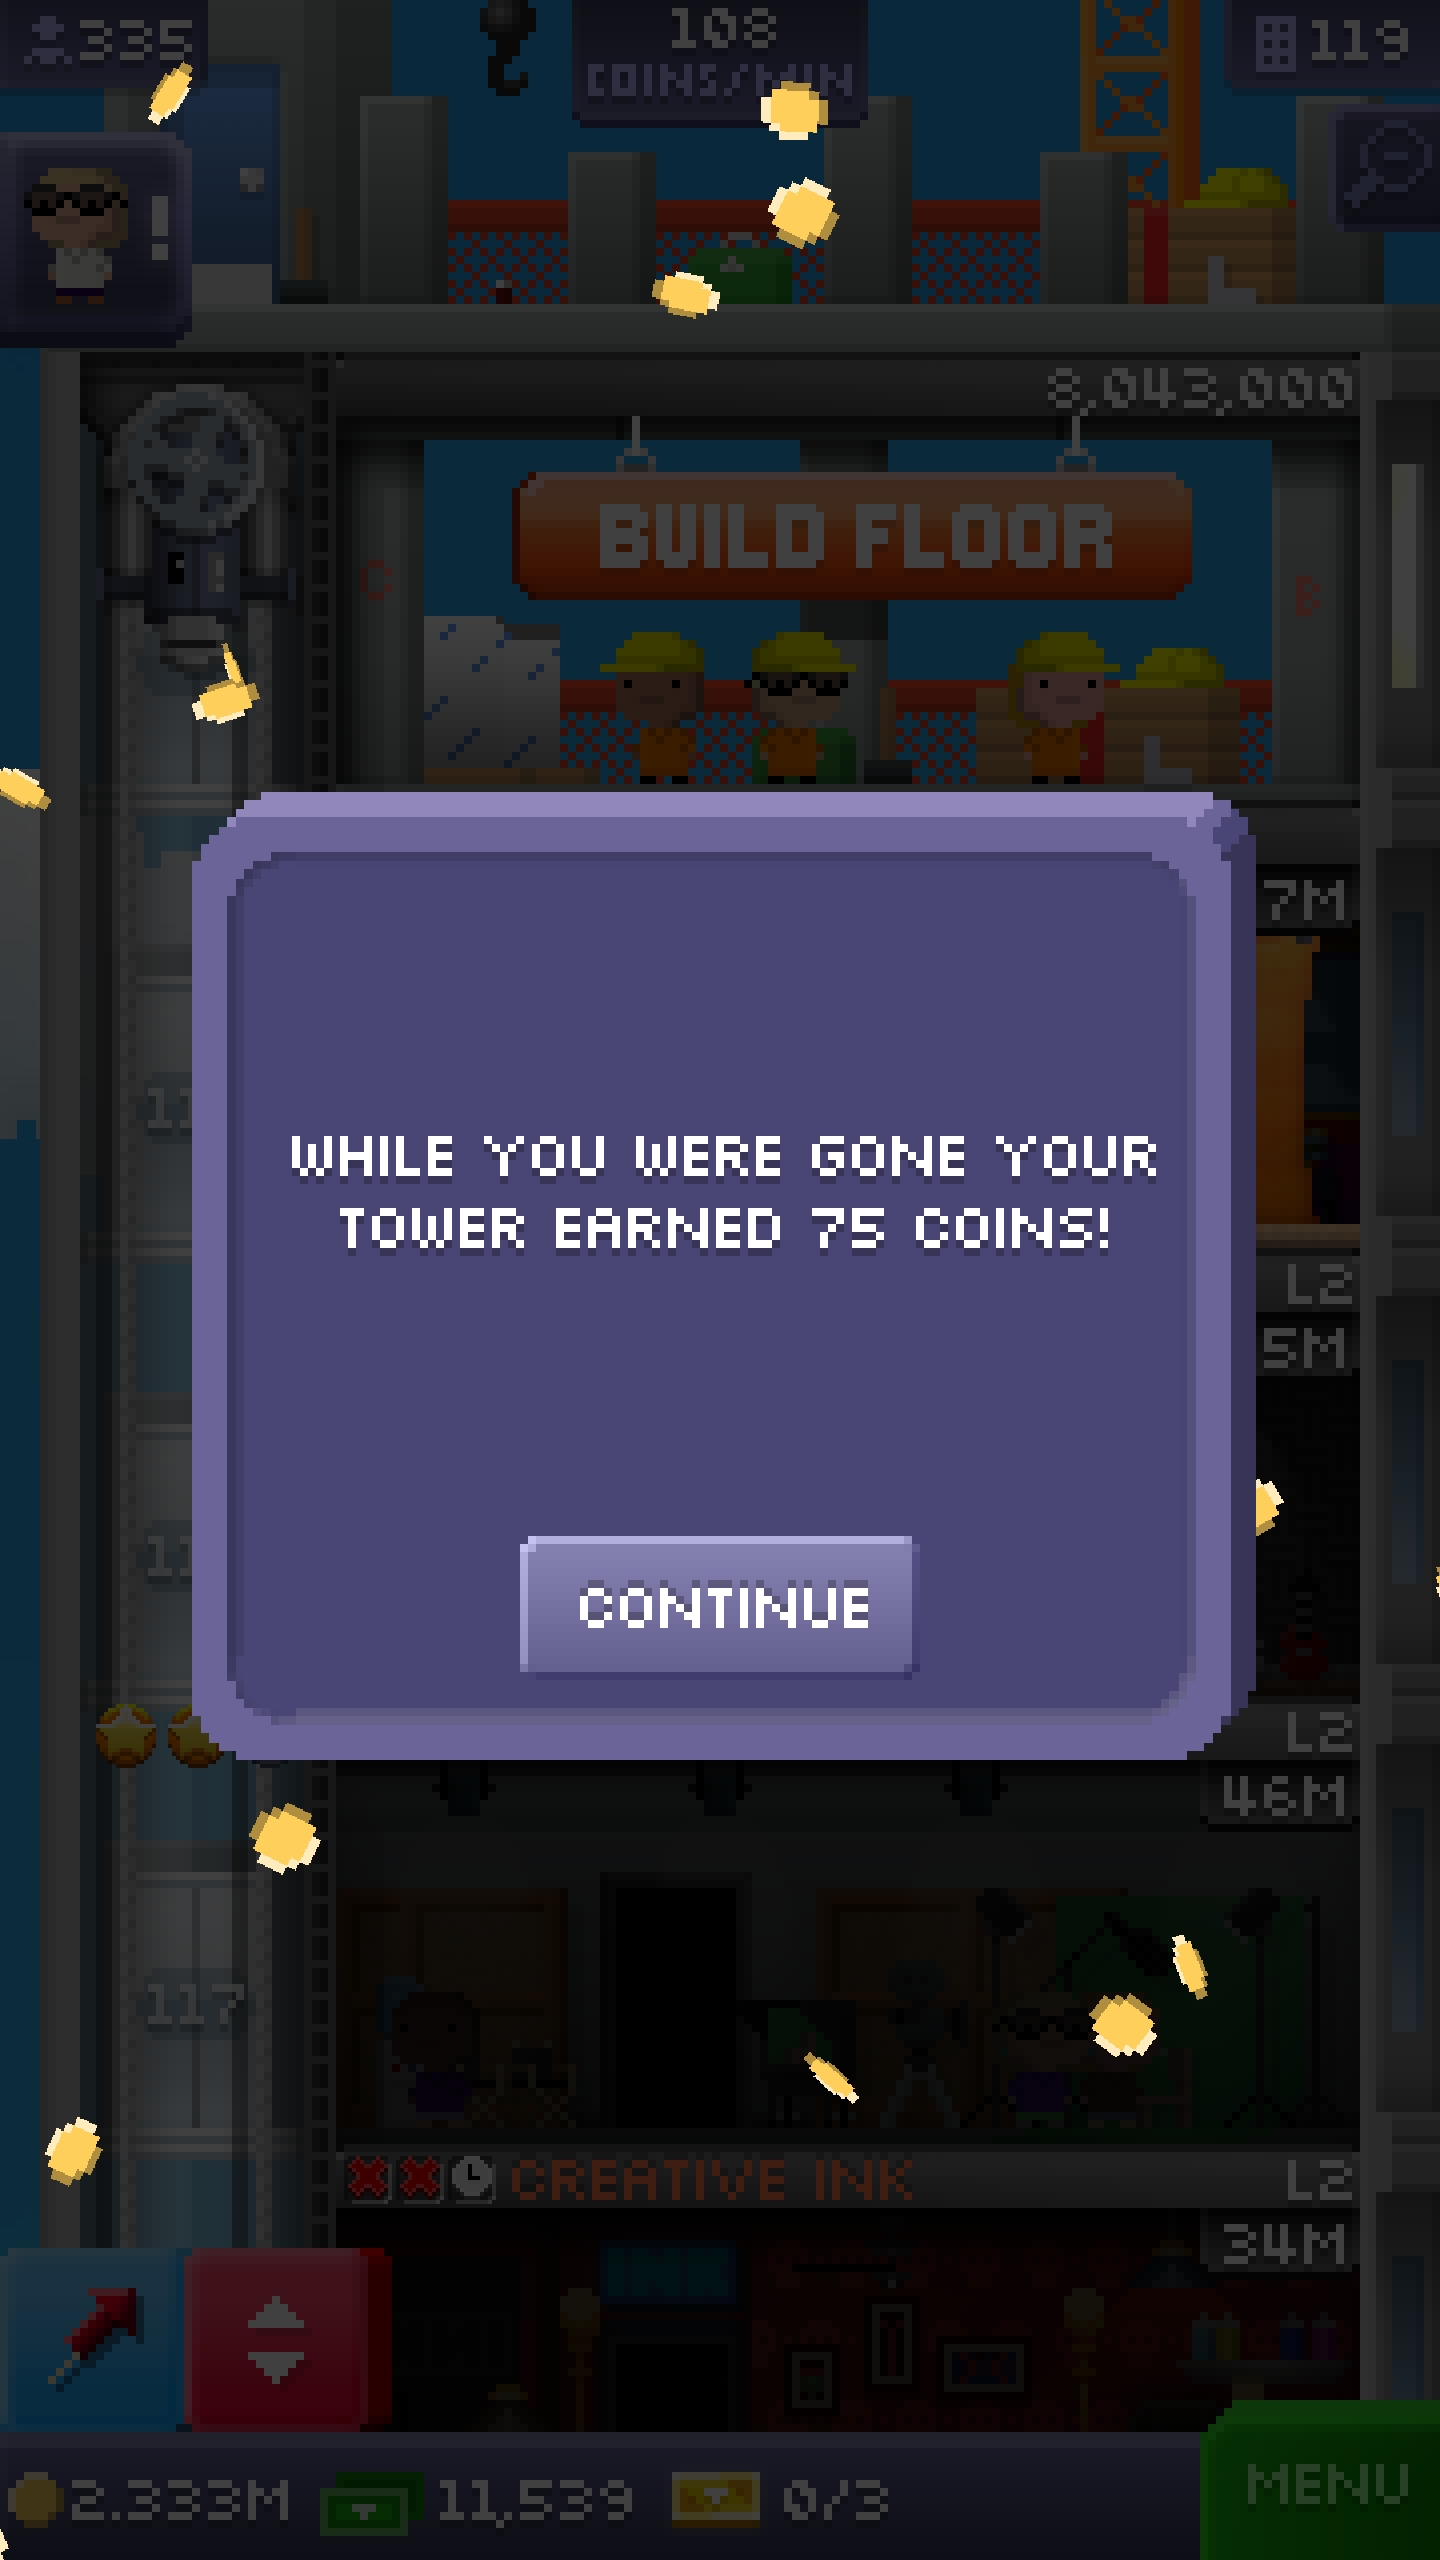 335
108
COINS/MIN
119
8,043,000
BUILD FLOOR
C
B
7M
WHILE YOU WERE GONE YOUR
TOWER EARNED 75 COINS!
L2
5M
CONTINUE
L2
46M
117
CREATIVE INK
L2
34M
INK
2.333M
11,539
0/3
MENU